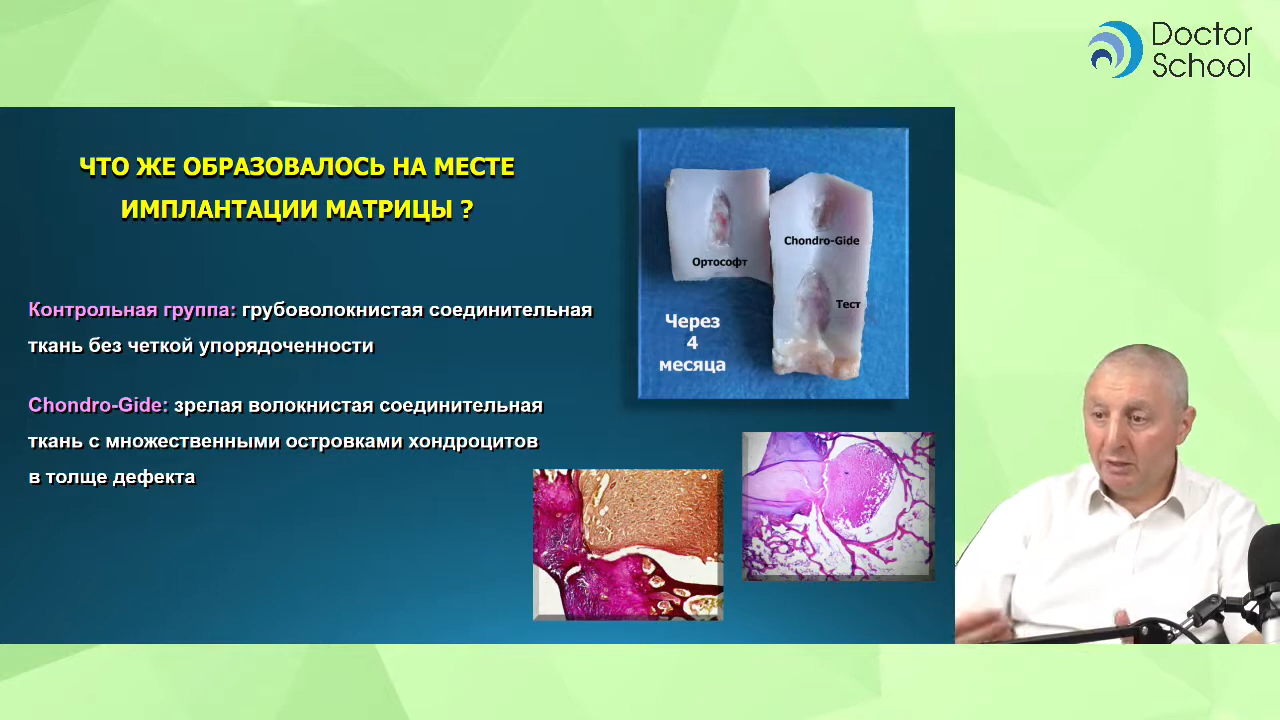 Doctor
School
ЧТО ЖЕ ОБРАЗОВАЛОСЬ НА МЕСТЕ
ИМПЛАНТАЦИИ МАТРИЦЫ ?
Контрольная группа: грубоволокнистая соединительная
ткань без четкой упорядоченности
Chondro-Gide: зрелая волокнистая соединительная
ткань с множественными островками хондроцитов
в толще дефекта
Chondro-Gide
Ортософт
Тест
Через
4
месяца